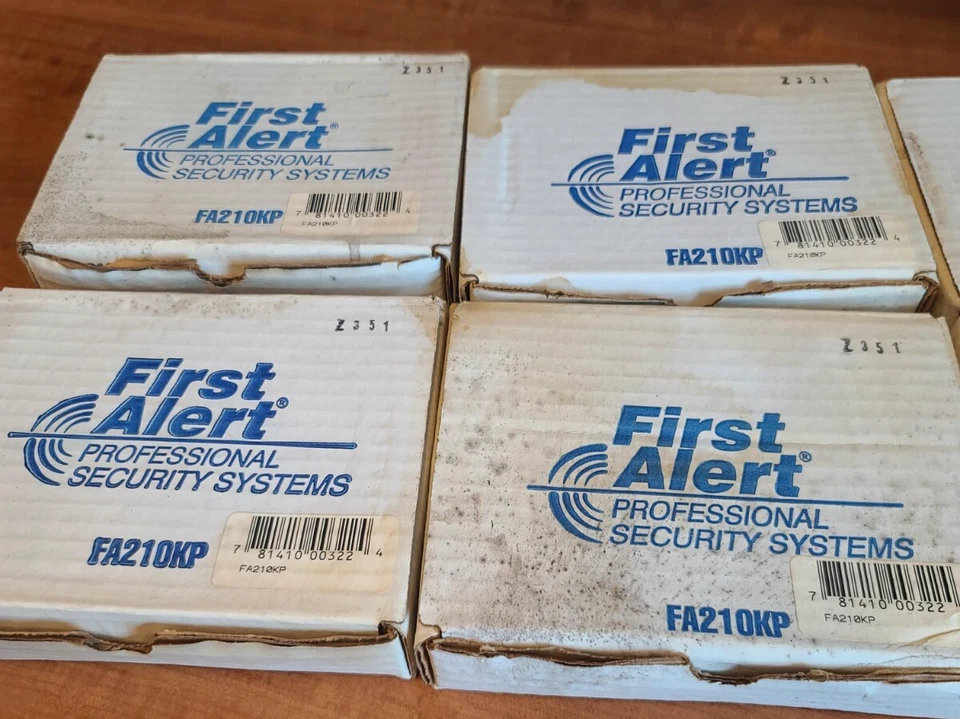 Z351
First
Alert®
PROFESSIONAL
SECURITY SYSTEMS
FA210KP
7 81410 00322 4
FA210KP
Z351
First
Alert®
PROFESSIONAL
SECURITY SYSTEMS
FA210KP
7 81410 00322 4
FA210KP
Z351
First
Alert®
PROFESSIONAL
SECURITY SYSTEMS
FA210KP
7 81410 00322 4
FA210KP
Z351
First
Alert®
PROFESSIONAL
SECURITY SYSTEMS
FA210KP
7 81410 00322
FA210KP